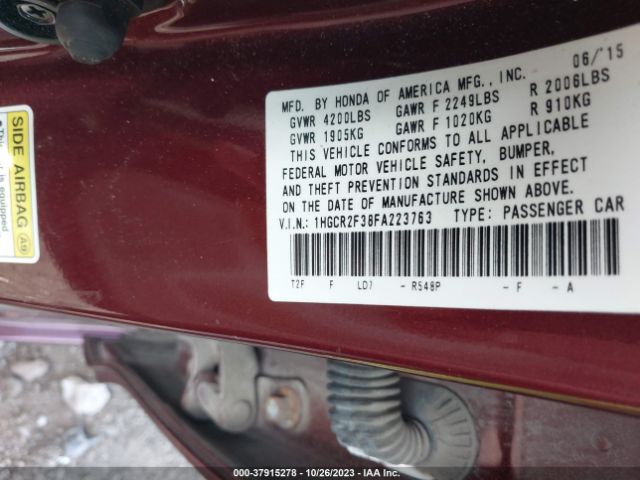 06/'15
MFD. BY HONDA OF AMERICA MFG., INC.
GVWR 4200LBS GAWR F 2249LBS R 2006LBS
GVWR 1905KG GAWR F 1020KG R 910KG
THIS VEHICLE CONFORMS TO ALL APPLICABLE
FEDERAL MOTOR VEHICLE SAFETY, BUMPER,
AND THEFT PREVENTION STANDARDS IN EFFECT
ON THE DATE OF MANUFACTURE SHOWN ABOVE.
V.I.N: 1HGCR2F38FA223763 TYPE: PASSENGER CAR
T2F F LD7 - R548P - F - A
SIDE AIRBAG A9
is equipped
000-37915278 - 10/26/2023 - IAA Inc.